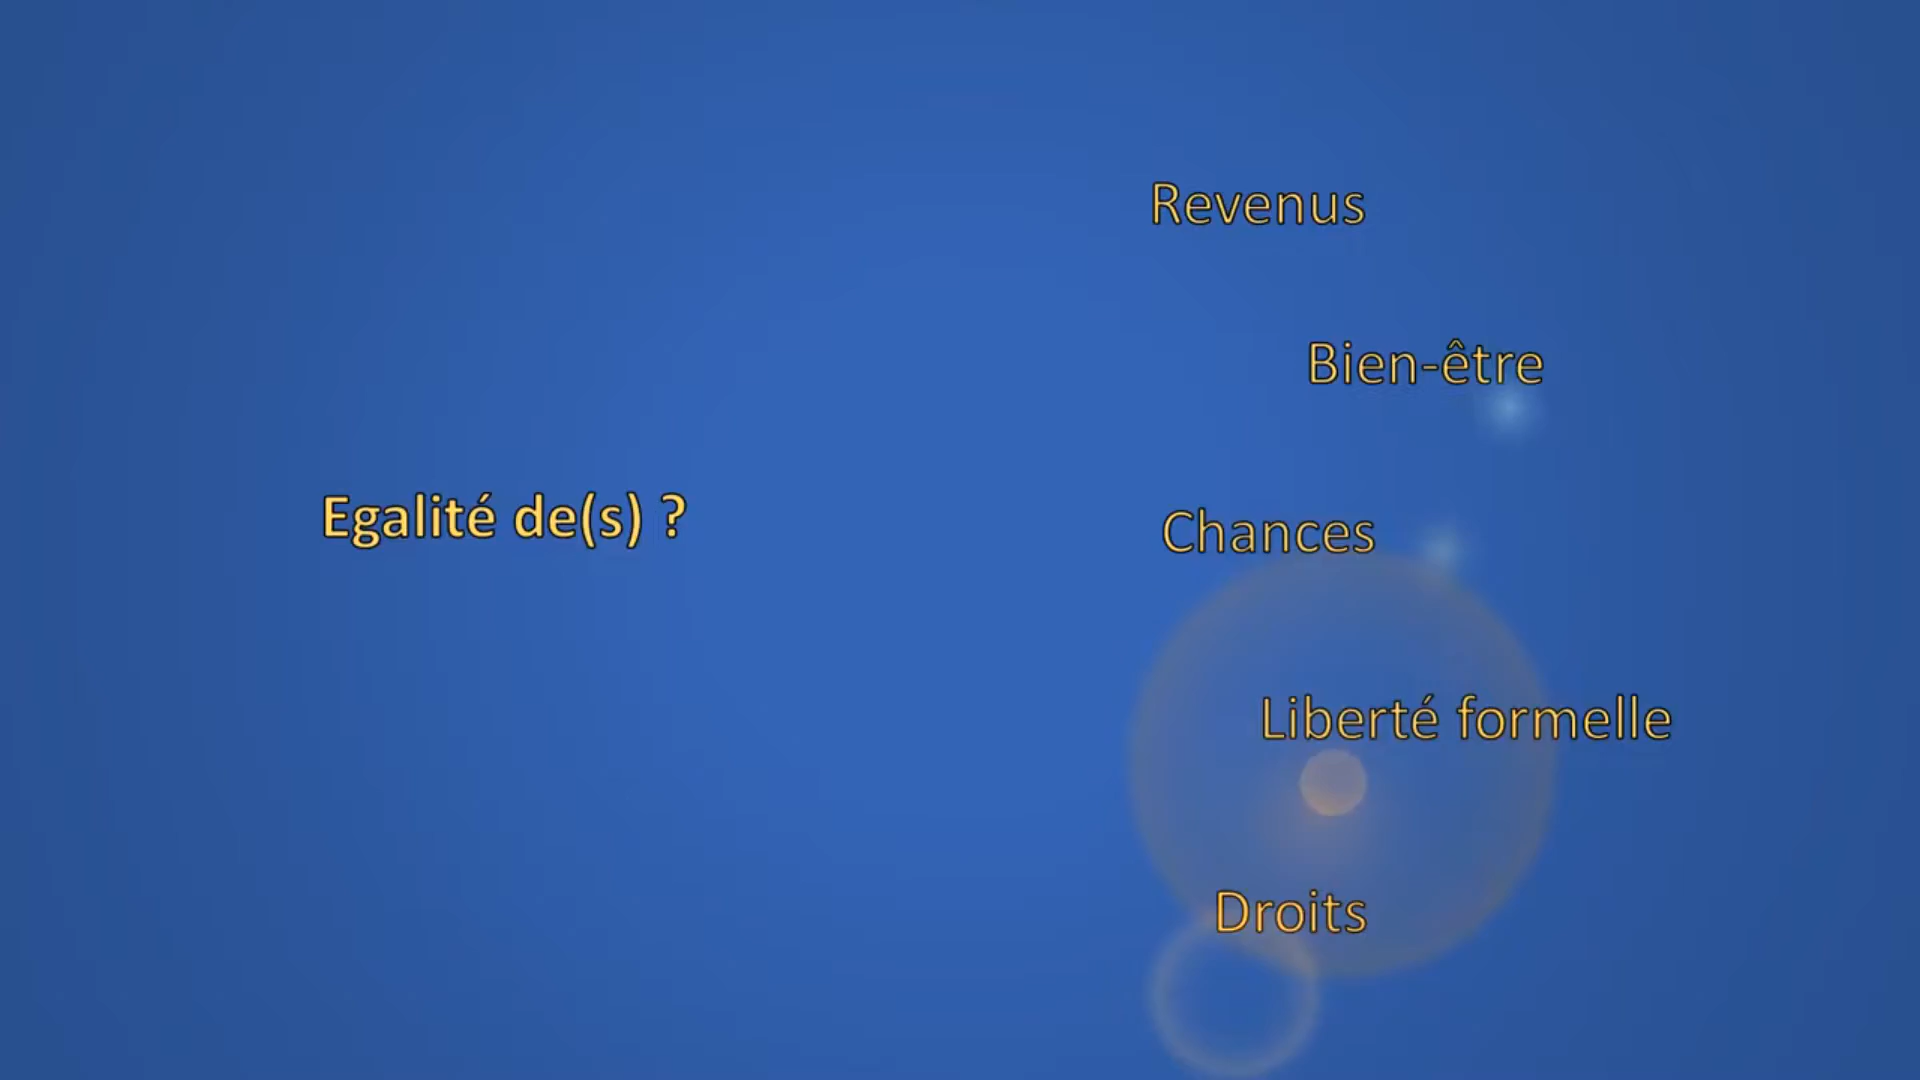 Egalité de(s) ?
Revenus
Bien-être
Chances
Liberté formelle
Droits